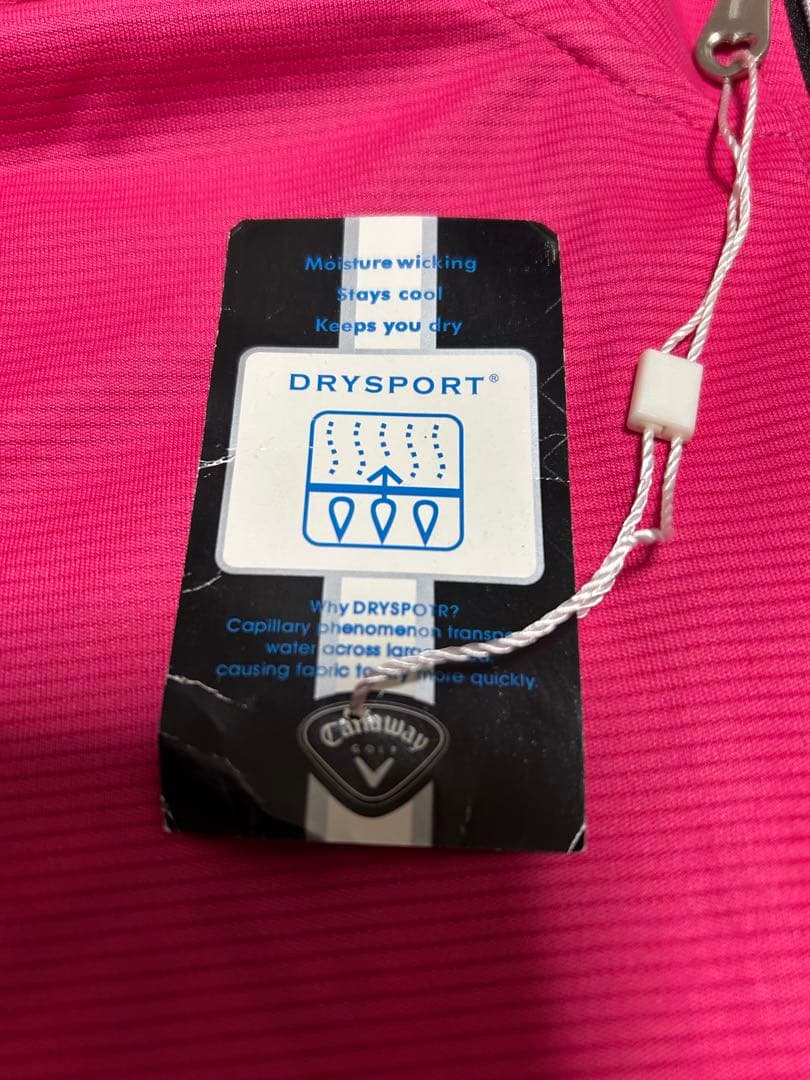 Moisture wicking
Stays cool
Keeps you dry
DRYSPORT®
Why DRYSPOTR?
Capillary phenomenon
water across
causing fabric to more quickly.
Callaway
GOLF